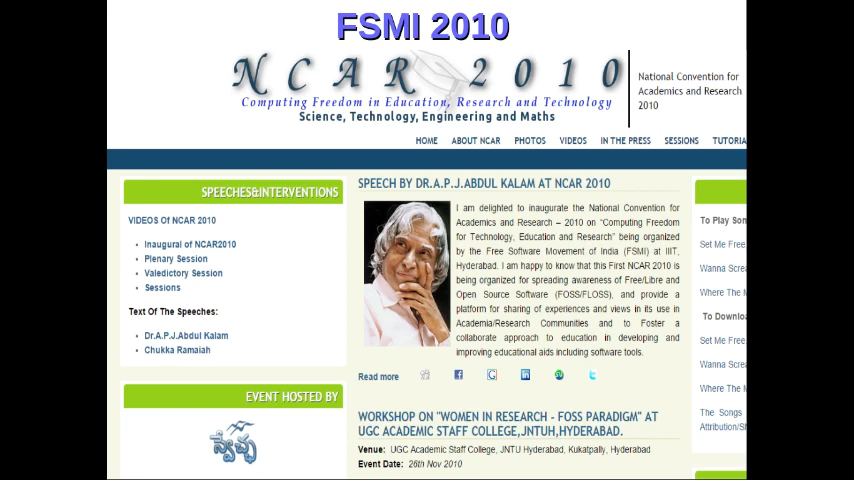 FSMI 2010
NCAR 2010
Computing Freedom in Education, Research and Technology
Science, Technology, Engineering and Maths
National Convention for
Academics and Research
2010
HOME ABOUT NCAR PHOTOS VIDEOS IN THE PRESS SESSIONS TUTORIA
SPEECHES&INTERVENTIONS
VIDEOS Of NCAR 2010
Inaugural of NCAR2010
Plenary Session
Valedictory Session
Sessions
Text Of The Speeches:
Dr.A.P.J.Abdul Kalam
Chukka Ramaiah
EVENT HOSTED BY
స్వేచ్ఛ
SPEECH BY DR.A.P.J.ABDUL KALAM AT NCAR 2010
I am delighted to inaugurate the National Convention for
Academics and Research – 2010 on “Computing Freedom
for Technology, Education and Research” being organized
by the Free Software Movement of India (FSMI) at IIIT,
Hyderabad. I am happy to know that this First NCAR 2010 is
being organized for spreading awareness of Free/Libre and
Open Source Software (FOSS/FLOSS), and provide a
platform for sharing of experiences and views in its use in
Academia/Research Communities and to Foster a
collaborate approach to education in developing and
improving educational aids including software tools.
Read more
WORKSHOP ON "WOMEN IN RESEARCH - FOSS PARADIGM" AT
UGC ACADEMIC STAFF COLLEGE,JNTUH,HYDERABAD.
Venue: UGC Academic Staff College, JNTU Hyderabad, Kukatpally, Hyderabad
Event Date: 26th Nov 2010
To Play Son
Set Me Free
Wanna Screa
Where The M
To Downloa
Set Me Free
Wanna Screa
Where The M
The Songs
Attribution/Sh